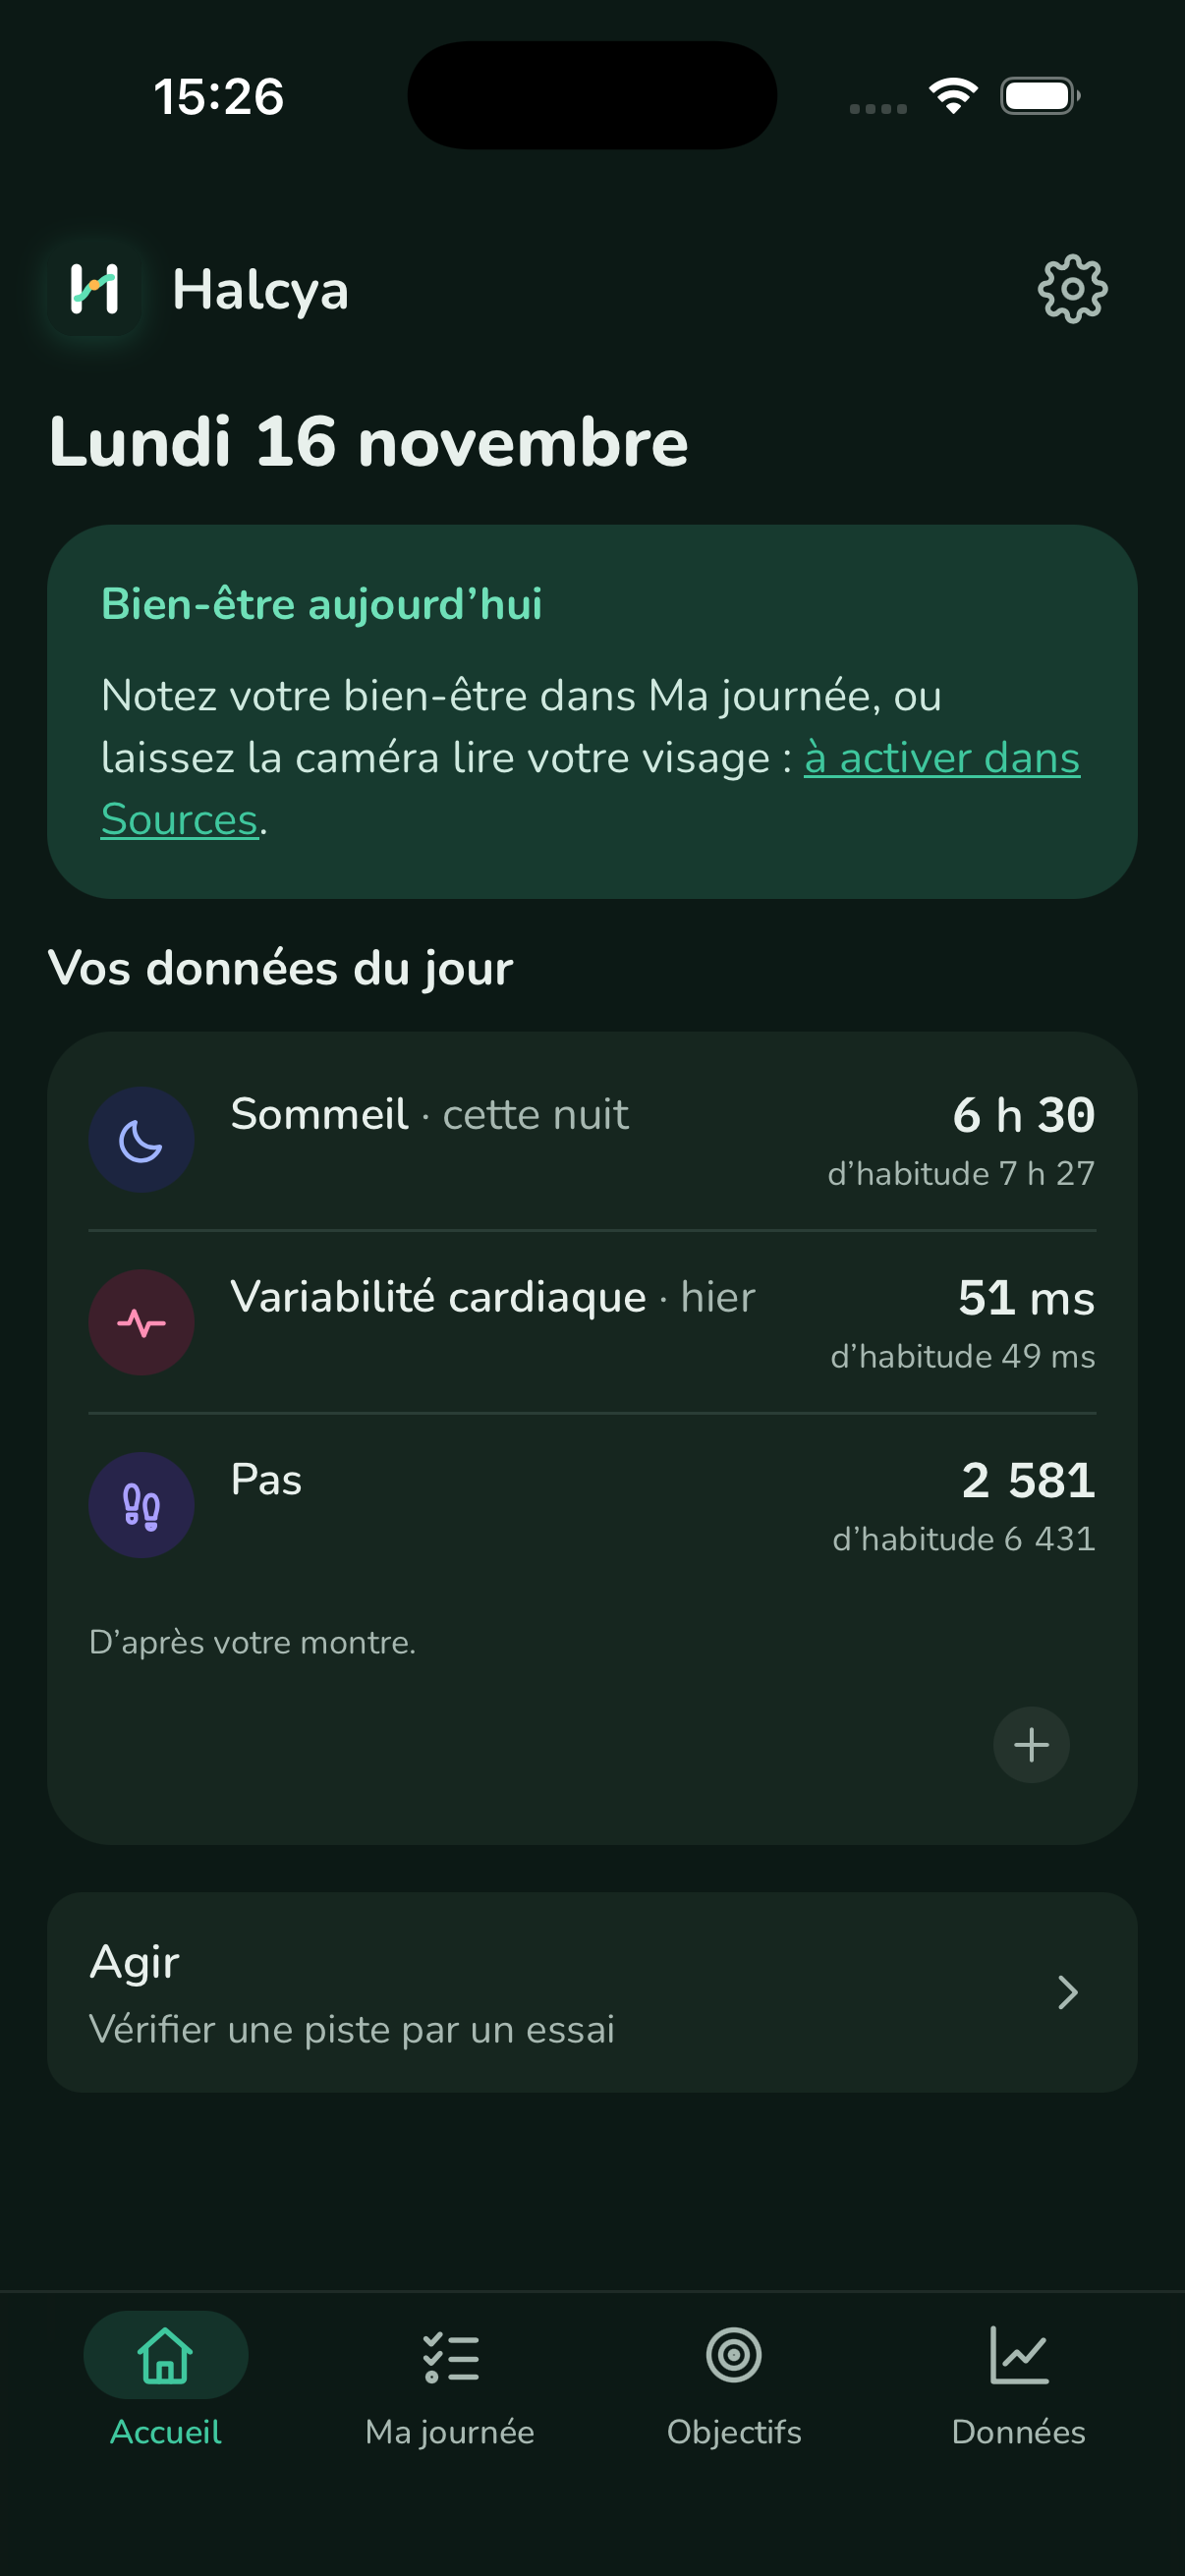 15:26
Halcya
Lundi 16 novembre
Bien-être aujourd’hui
Notez votre bien-être dans Ma journée, ou
laissez la caméra lire votre visage : à activer dans
Sources.
Vos données du jour
Sommeil · cette nuit
6 h 30
d’habitude 7 h 27
Variabilité cardiaque · hier
51 ms
d’habitude 49 ms
Pas
2 581
d’habitude 6 431
D’après votre montre.
Agir
Vérifier une piste par un essai
Accueil
Ma journée
Objectifs
Données